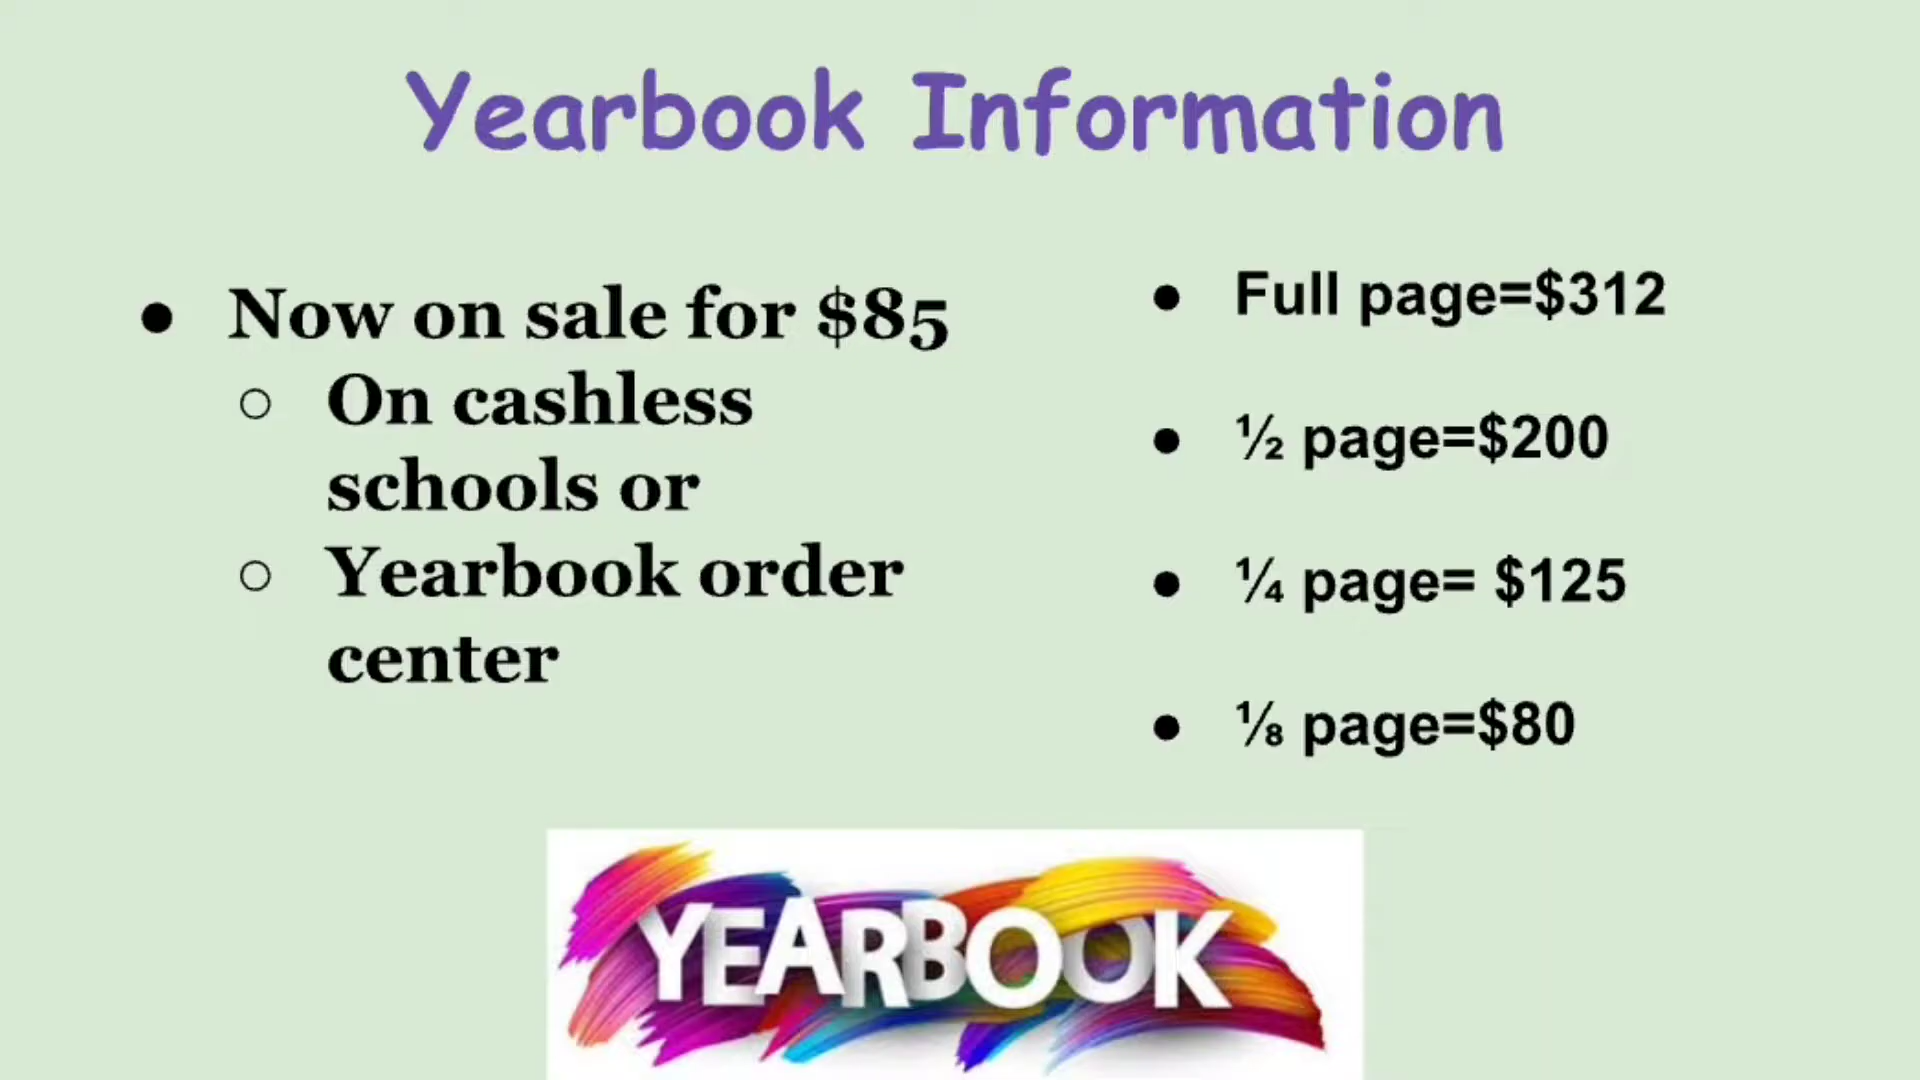 Yearbook Information
● Now on sale for $85
○ On cashless
schools or
○ Yearbook order
center
● Full page=$312
● ½ page=$200
● ¼ page= $125
● ⅛ page=$80
YEARBOOK